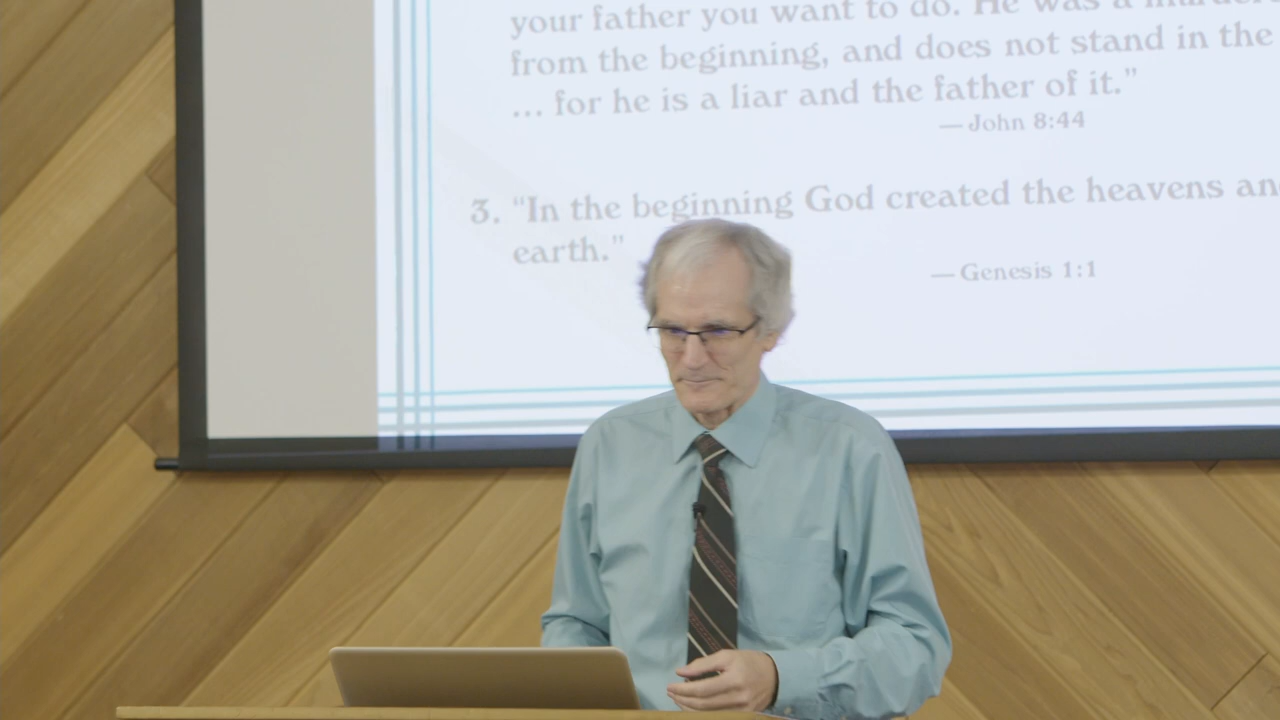 your father you want to do. He was a murdere
from the beginning, and does not stand in the
... for he is a liar and the father of it."
— John 8:44
3. "In the beginning God created the heavens an
earth."
— Genesis 1:1